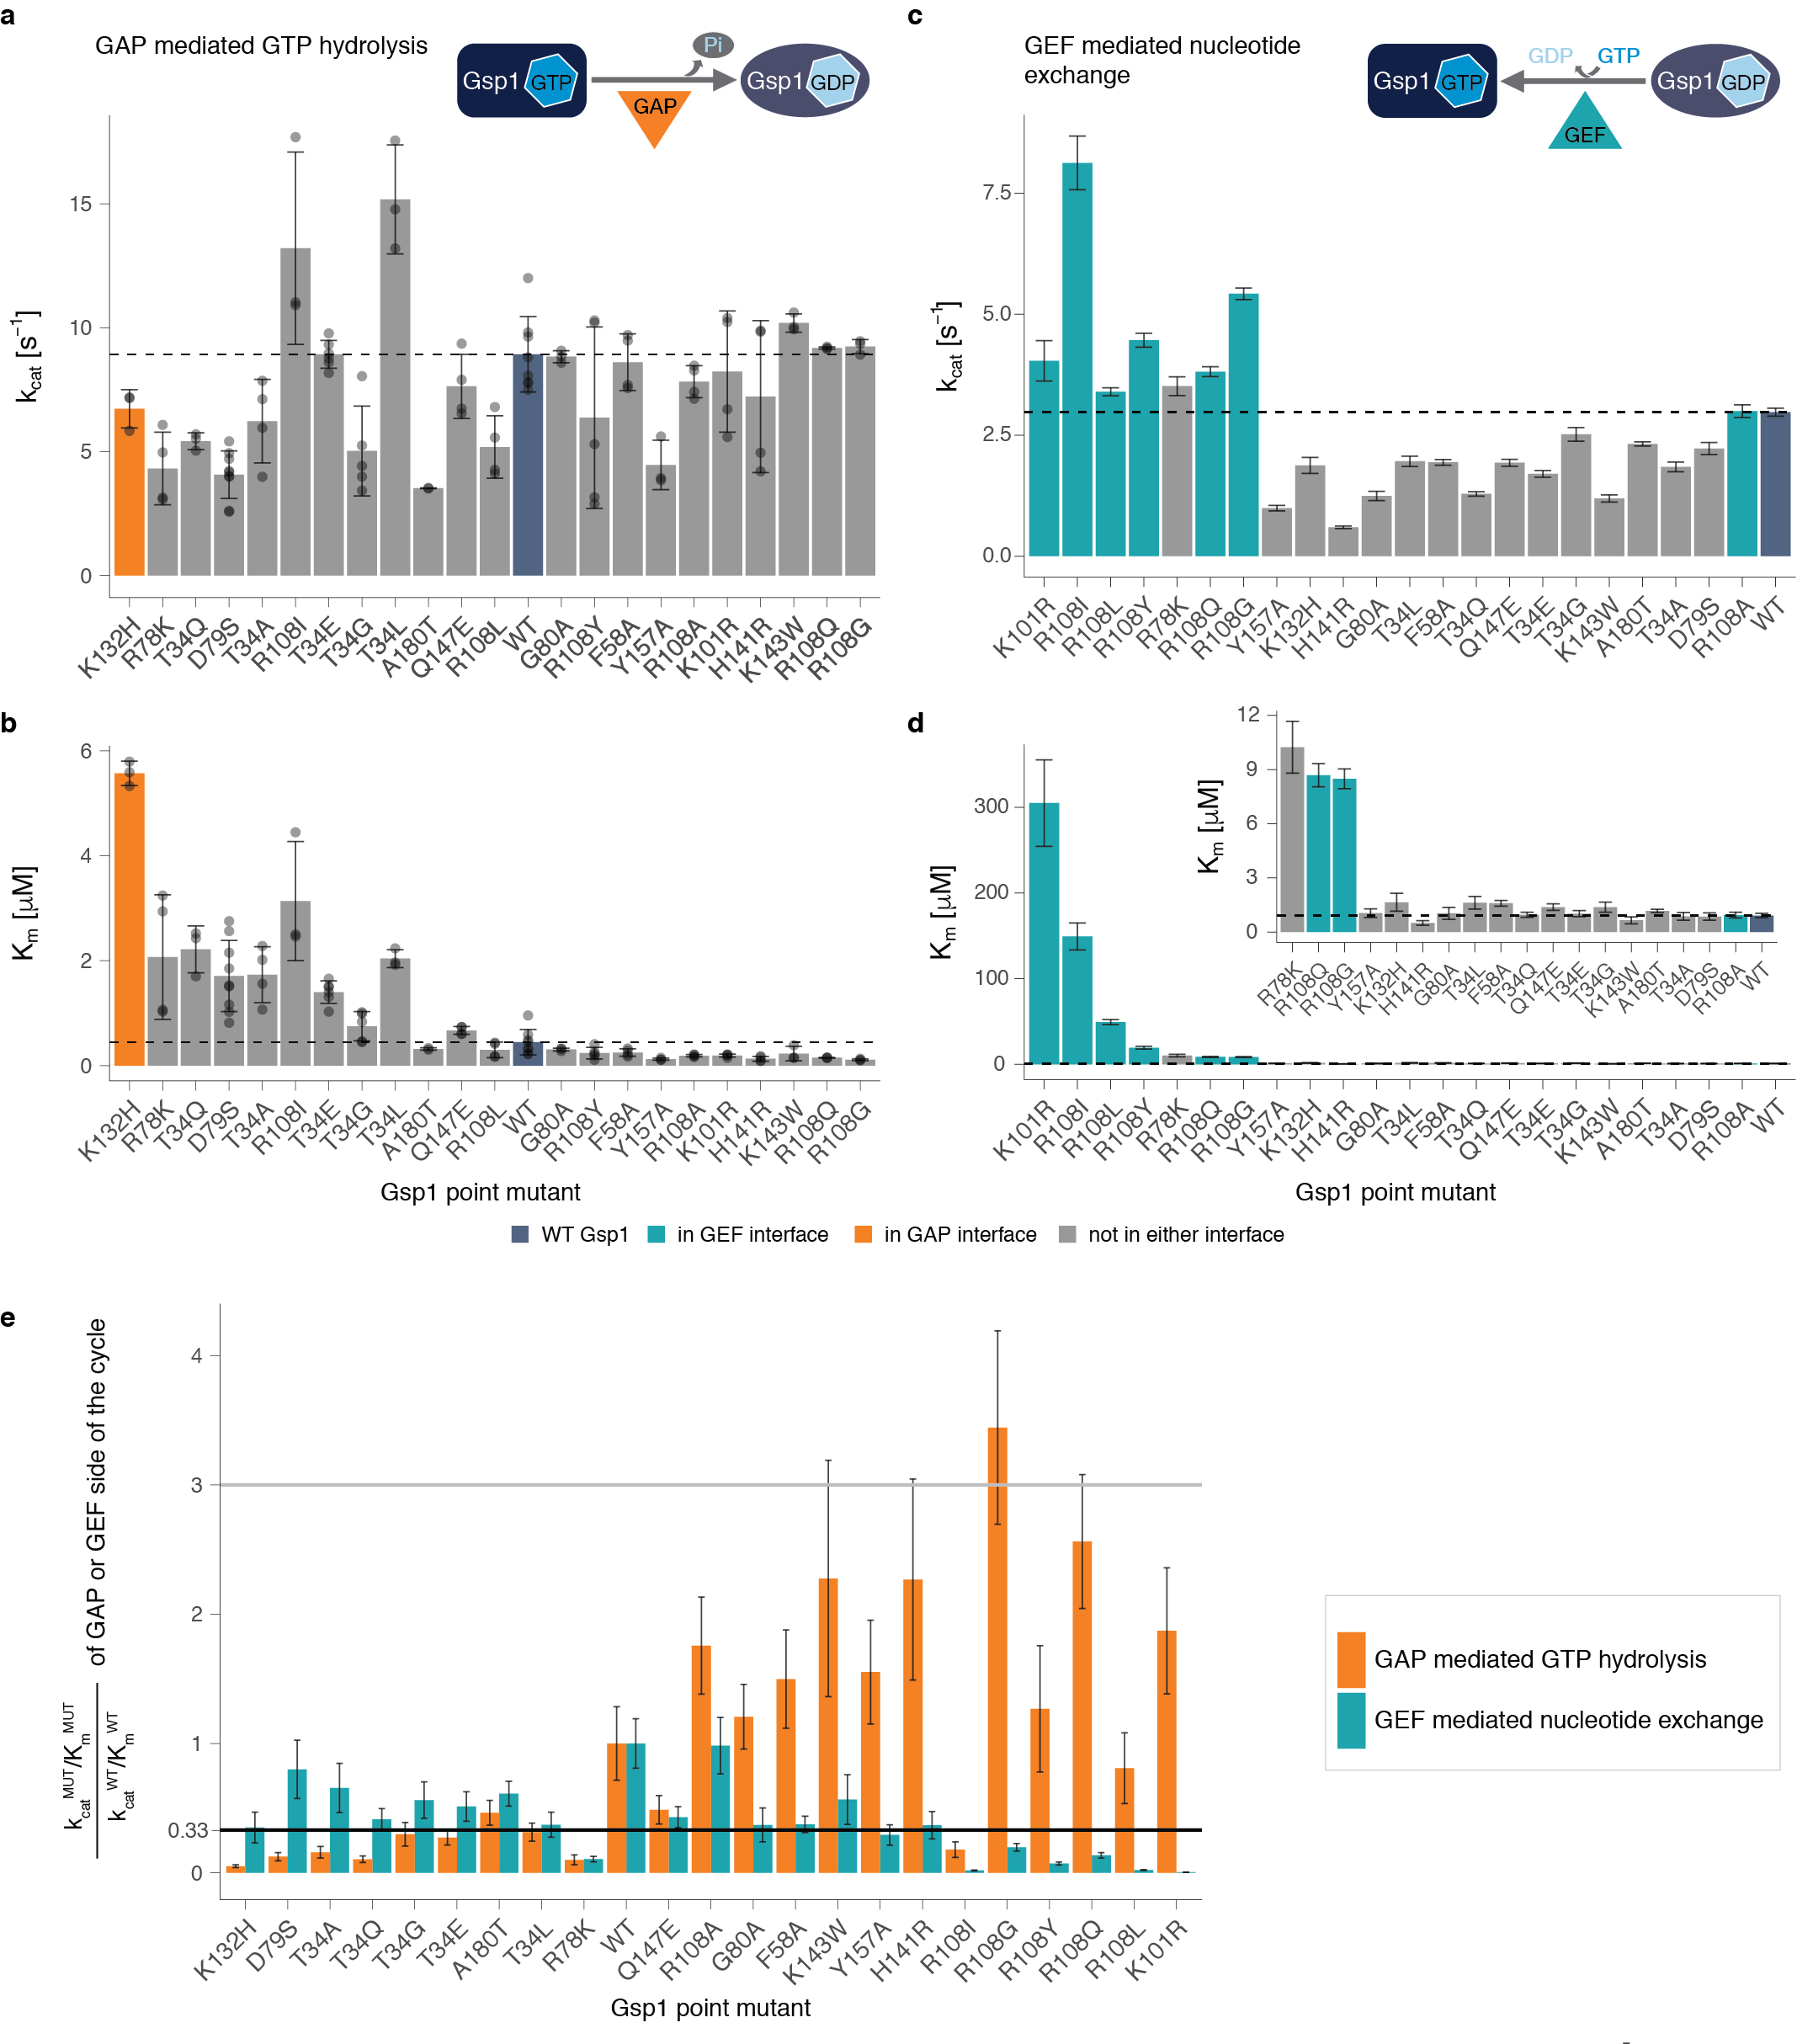 a
GAP mediated GTP hydrolysis
Gsp1 GTP
Pi
GAP
Gsp1 GDP
kcat [s−1]
15
10
5
0
K132H R78K T34Q D79S T34A R108I T34E T34G T34L A180T Q147E R108L WT G80A R108Y F58A Y157A R108A K101R H141R K143W R108Q R108G
c
GEF mediated nucleotide
exchange
Gsp1 GTP
GDP GTP
GEF
Gsp1 GDP
kcat [s−1]
7.5
5.0
2.5
0.0
K101R R108I R108L R108Y R78K R108Q R108G Y157A K132H H141R G80A T34L F58A T34Q Q147E T34E T34G K143W A180T T34A D79S R108A WT
b
Km [μM]
6
4
2
0
K132H R78K T34Q D79S T34A R108I T34E T34G T34L A180T Q147E R108L WT G80A R108Y F58A Y157A R108A K101R H141R K143W R108Q R108G
Gsp1 point mutant
d
Km [μM]
300
200
100
0
K101R R108I R108L R108Y R78K R108Q R108G Y157A K132H H141R G80A T34L F58A T34Q Q147E T34E T34G K143W A180T T34A D79S R108A WT
Gsp1 point mutant
Km [μM]
12
9
6
3
0
R78K R108Q R108G Y157A K132H H141R G80A T34L F58A T34Q Q147E T34E T34G K143W A180T T34A D79S R108A WT
WT Gsp1 in GEF interface in GAP interface not in either interface
e
kcat MUT/Km MUT
kcat WT/Km WT
of GAP or GEF side of the cycle
4
3
2
1
0.33
0
K132H D79S T34A T34Q T34G T34E A180T T34L R78K WT Q147E R108A G80A F58A K143W Y157A H141R R108I R108G R108Y R108Q R108L K101R
Gsp1 point mutant
GAP mediated GTP hydrolysis
GEF mediated nucleotide exchange